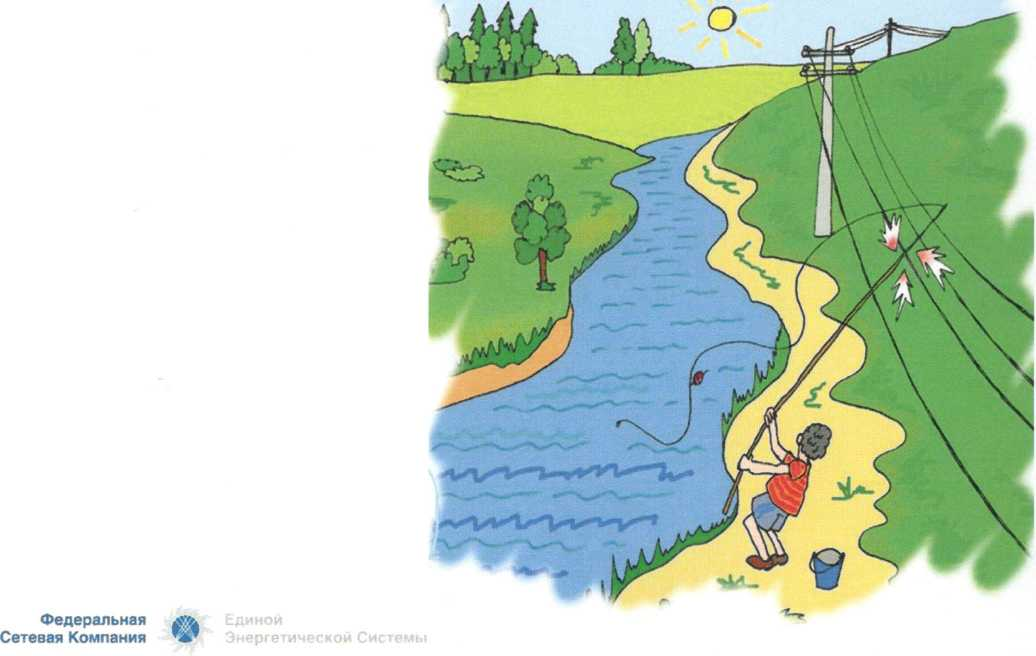 Федеральная
Сетевая Компания
Единой
Энергетической Системы